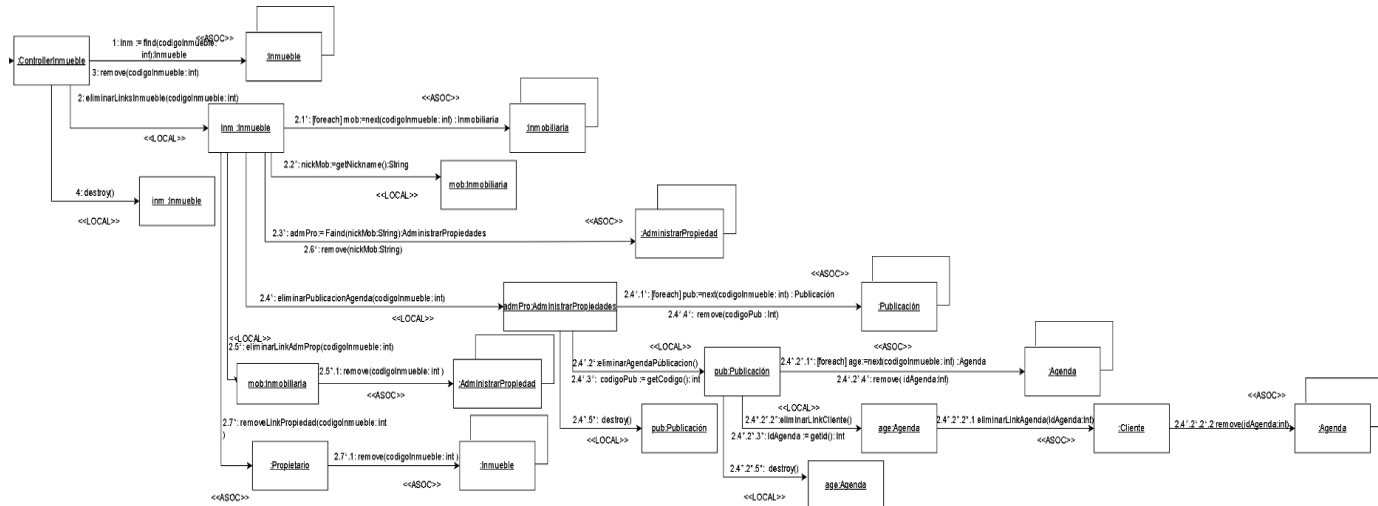 <<ASOC>>
1: Inm := find(codigoInmueble:
int):Inmueble
:ControllerInmueble
:Inmueble
3: remove(codigoInmueble: int)
2: eliminarLinksInmueble(codigoInmueble: int)
<<ASOC>>
inm :Inmueble
2.1*: [foreach] mob:=next(codigoInmueble: int) : Inmobiliaria
:Inmobiliaria
<<LOCAL>>
2.2*: nickMob:=getNickname():String
mob:Inmobiliaria
<<LOCAL>>
4: destroy()
inm :Inmueble
<<LOCAL>>
<<ASOC>>
2.3*: admPro:= Faind(nickMob:String):AdministrarPropiedades
:AdministrarPropiedad
2.6*: remove(nickMob:String)
<<ASOC>>
2.4*: eliminarPublicacionAgenda(codigoInmueble: int)
admPro:AdministrarPropiedades
2.4*.1*: [foreach] pub:=next(codigoInmueble: int) : Publicación
:Publicación
<<LOCAL>>
2.4*.4*: remove(codigoPub : Int)
<<LOCAL>>
2.5*: eliminarLinkAdmProp(codigoInmueble: int)
<<LOCAL>>
<<ASOC>>
2.4*.2*:eliminarAgendaPublicacion()
pub:Publicación
2.4*.2*.1*: [foreach] age:=next(codigoInmueble: int) :Agenda
:Agenda
2.5*.1: remove(codigoInmueble: int )
mob:Inmobiliaria
:AdministrarPropiedad
2.4*.3*: codigoPub := getCodigo(): int
2.4*.2*.4*: remove( idAgenda:int)
<<ASOC>>
<<ASOC>>
2.7*: removeLinkPropiedad(codigoInmueble: int
)
<<LOCAL>>
2.4*.5*: destroy()
pub:Publicación
2.4*.2*.2*:eliminarLinkCliente()
age:Agenda
2.4*.2*.2*.1 eliminarLinkAgenda(idAgenda:int)
:Cliente
2.4*.2*.2*.2 remove(idAgenda:int)
:Agenda
2.4*.2*.3*: idAgenda := getId(): Int
<<ASOC>>
<<LOCAL>>
:Propietario
2.7*.1: remove(codigoInmueble: int )
:Inmueble
2.4*.2*.5*: destroy()
<<ASOC>>
<<ASOC>>
age:Agenda
<<LOCAL>>